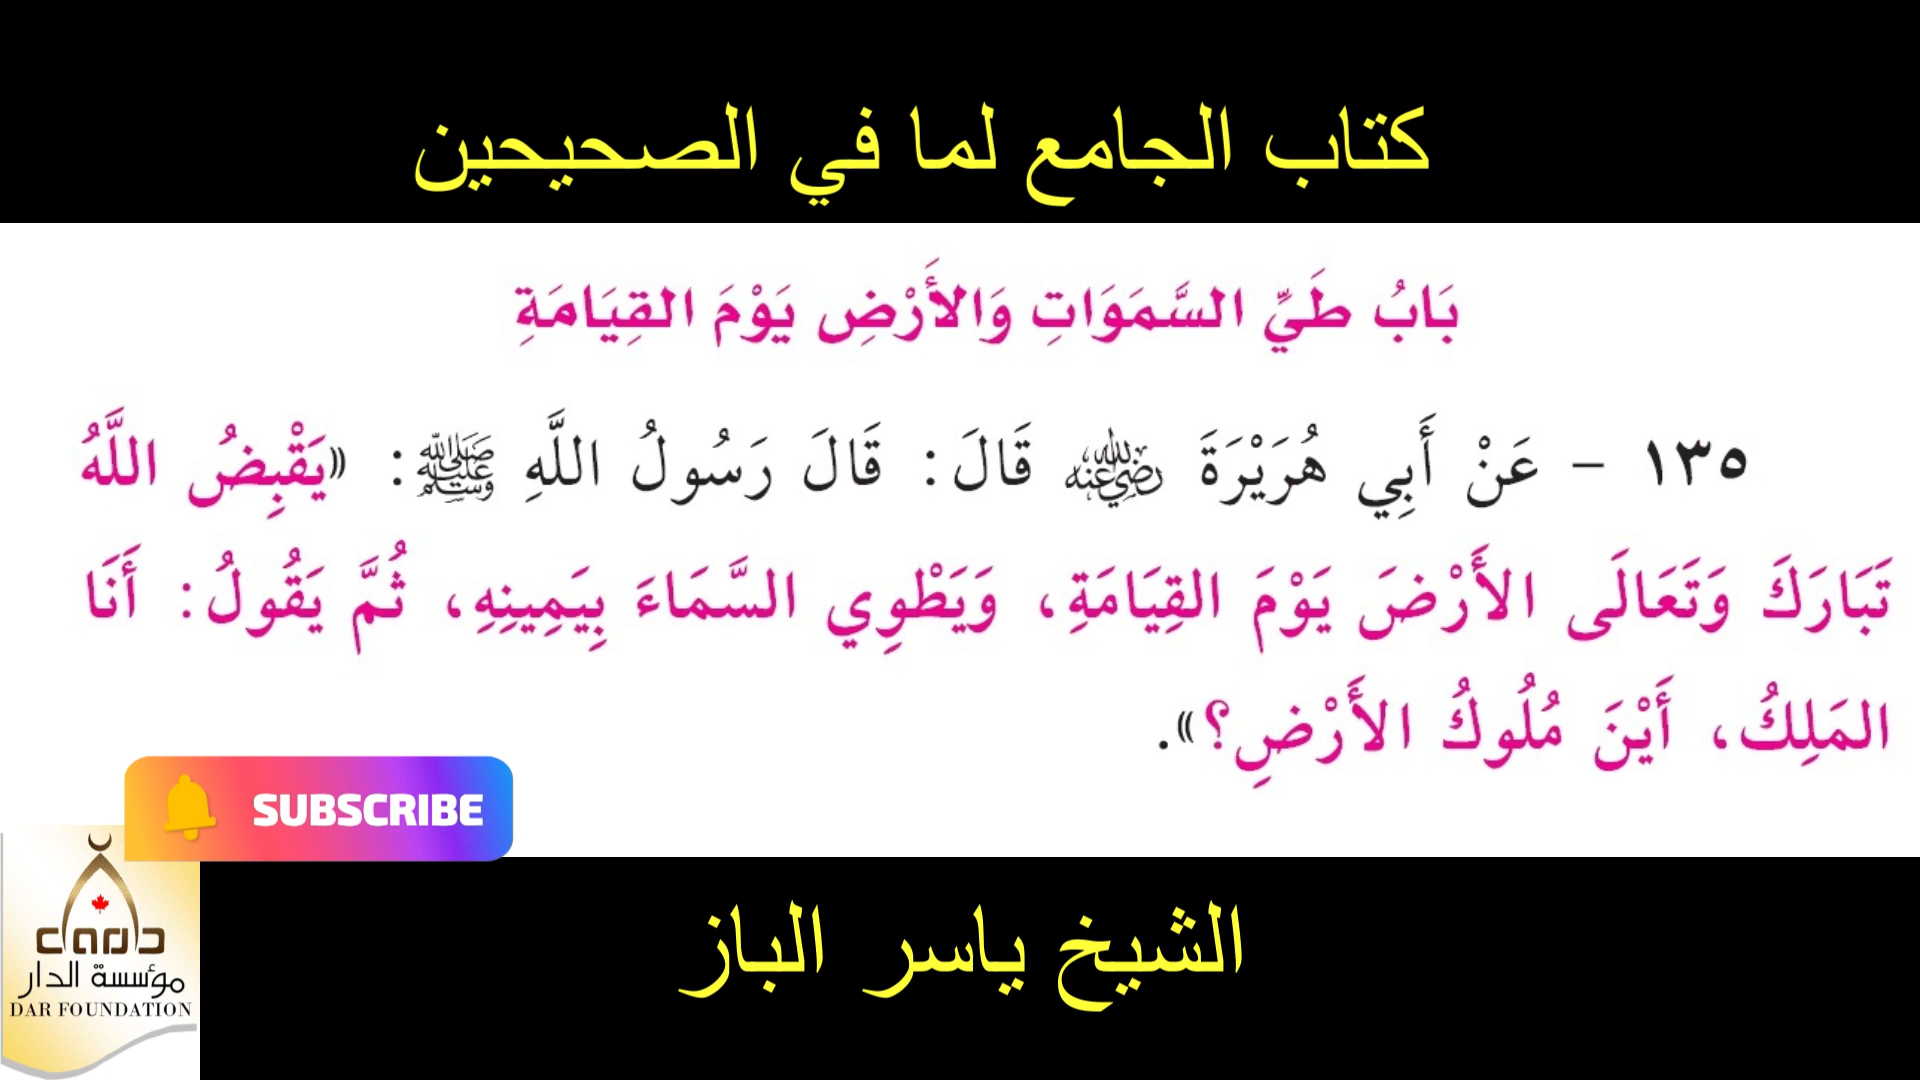 كتاب الجامع لما في الصحيحين
بَابُ طَيِّ السَّمَوَاتِ وَالأَرْضِ يَوْمَ القِيَامَةِ
١٣٥ - عَنْ أَبِي هُرَيْرَةَ رضي الله عنه قَالَ: قَالَ رَسُولُ اللَّهِ ﷺ: «يَقْبِضُ اللَّهُ
تَبَارَكَ وَتَعَالَى الأَرْضَ يَوْمَ القِيَامَةِ، وَيَطْوِي السَّمَاءَ بِيَمِينِهِ، ثُمَّ يَقُولُ: أَنَا
المَلِكُ، أَيْنَ مُلُوكُ الأَرْضِ؟».
SUBSCRIBE
مؤسسة الدار
DAR FOUNDATION
الشيخ ياسر الباز